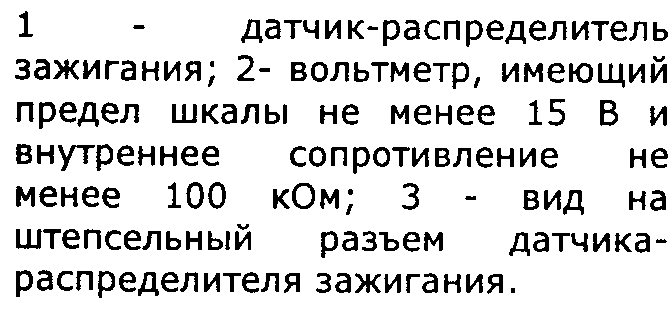 1 - датчик-распределитель
зажигания; 2- вольтметр, имеющий
предел шкалы не менее 15 В и
внутреннее сопротивление не
менее 100 кОм; 3 - вид на
штепсельный разъем датчика-
распределителя зажигания.